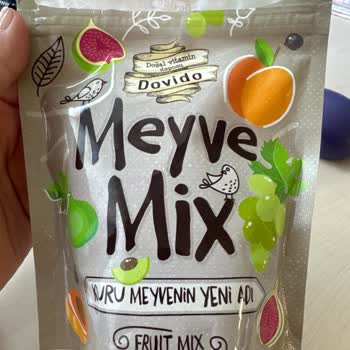 Doğal vitamin
deposu
Dovido
Meyve
Mix
KURU MEYVENİN YENİ ADI
FRUIT MIX